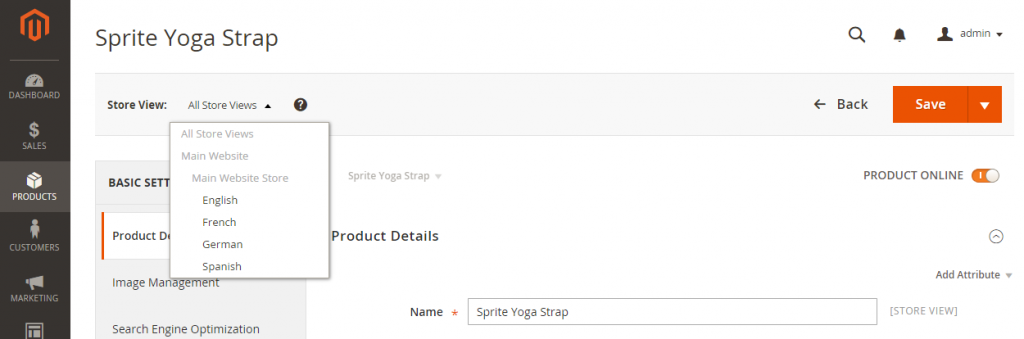 Sprite Yoga Strap
admin
DASHBOARD
SALES
PRODUCTS
CUSTOMERS
MARKETING
Store View: All Store Views ?
Back
Save
All Store Views
Main Website
Main Website Store
English
French
German
Spanish
BASIC SETT
Product De
Image Management
Search Engine Optimization
Sprite Yoga Strap
PRODUCT ONLINE
Product Details
Add Attribute
Name * Sprite Yoga Strap [STORE VIEW]